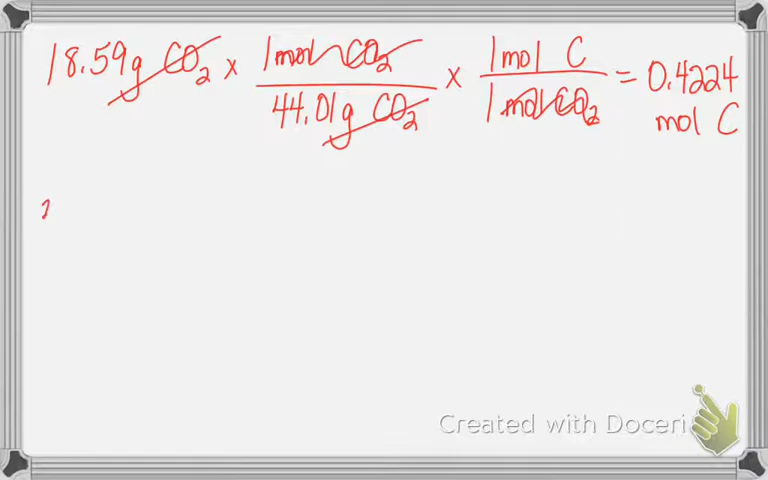 18.59g CO₂ x 1mol CO₂ / 44.01g CO₂ x 1mol C / 1mol CO₂ = 0.4224 mol C
Created with Doceri